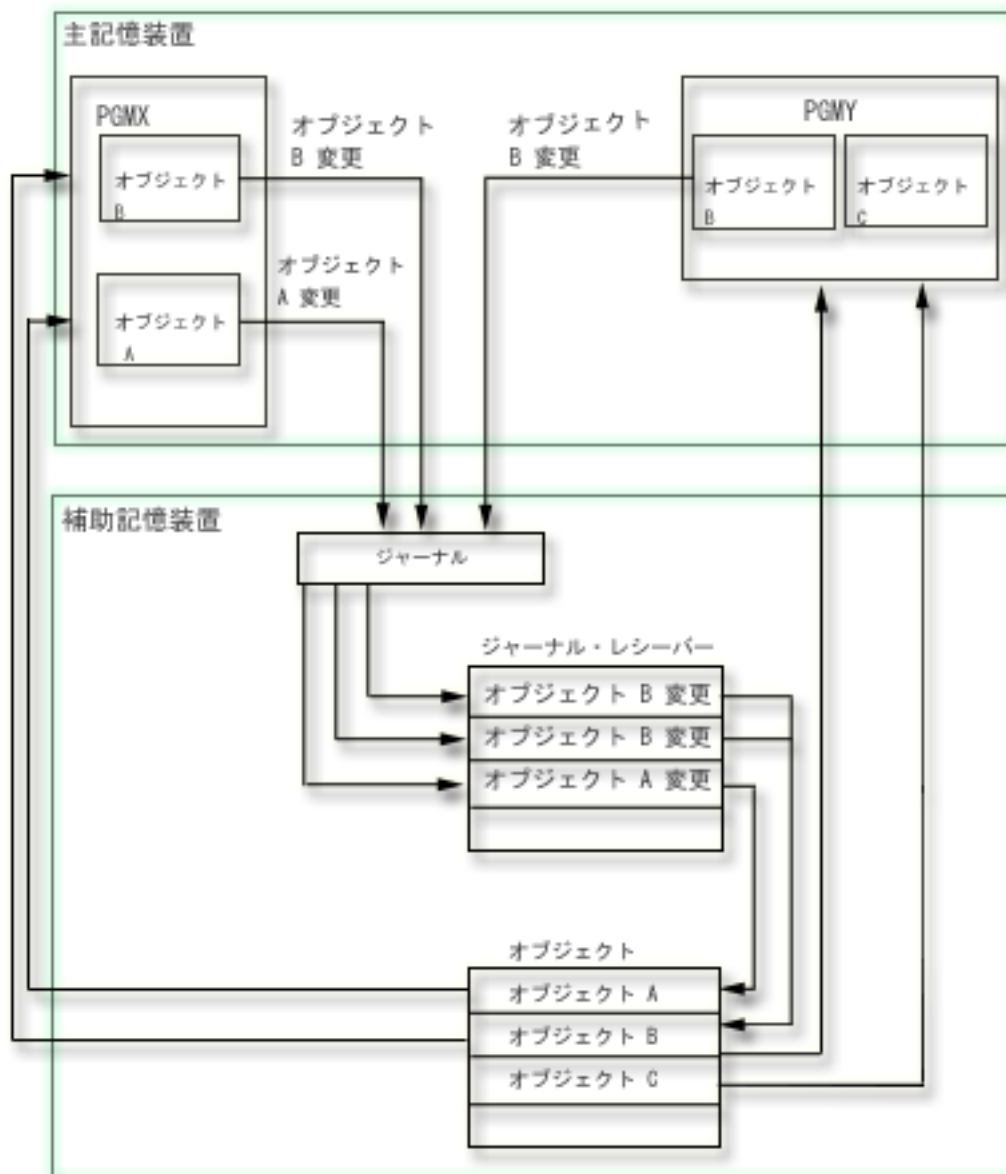 主記憶装置
PGMX
オブジェクト
B
オブジェクト
A
オブジェクト
B 変更
オブジェクト
A 変更
オブジェクト
B 変更
PGMY
オブジェクト
B
オブジェクト
C
補助記憶装置
ジャーナル
ジャーナル・レシーバー
オブジェクト B 変更
オブジェクト B 変更
オブジェクト A 変更
オブジェクト
オブジェクト A
オブジェクト B
オブジェクト C